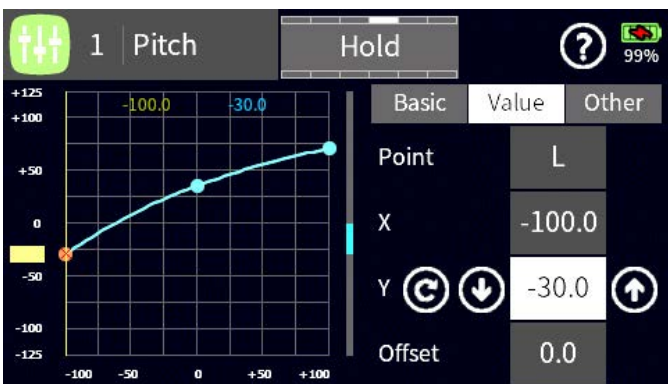 1 Pitch Hold ? 99%
Basic Value Other
+125
+100
+50
0
-50
-100
-125
-100.0 -30.0
-100 -50 0 +50 +100
Point L
X -100.0
Y C -30.0
Offset 0.0